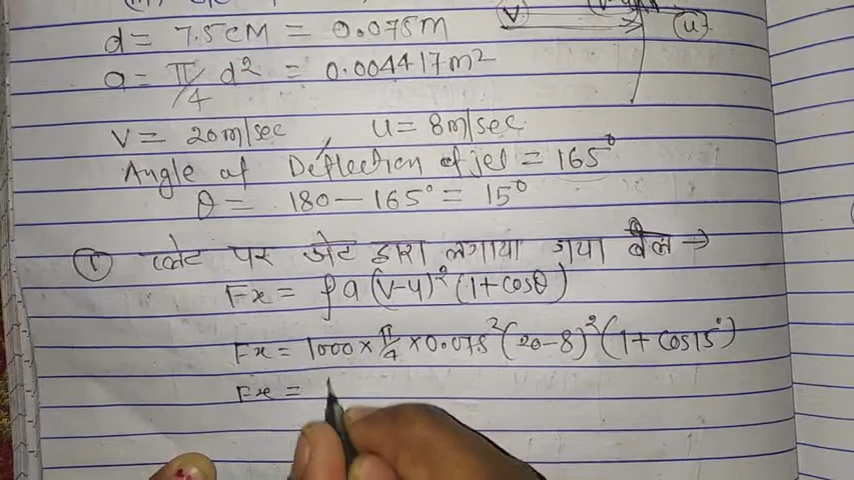 (V) (u)
d = 7.5cM = 0.075m
a = π/4 d² = 0.004417m²
V = 20m/sec , u = 8m/sec
Angle of Deflection of jet = 165°
θ = 180 - 165° = 15°
① प्लेट पर जेट द्वारा लगाया गया बैल →
Fx = ρa (V-u)² (1+cosθ)
Fx = 1000 × π/4 × 0.075² (20-8)² (1 + cos15°)
Fx =